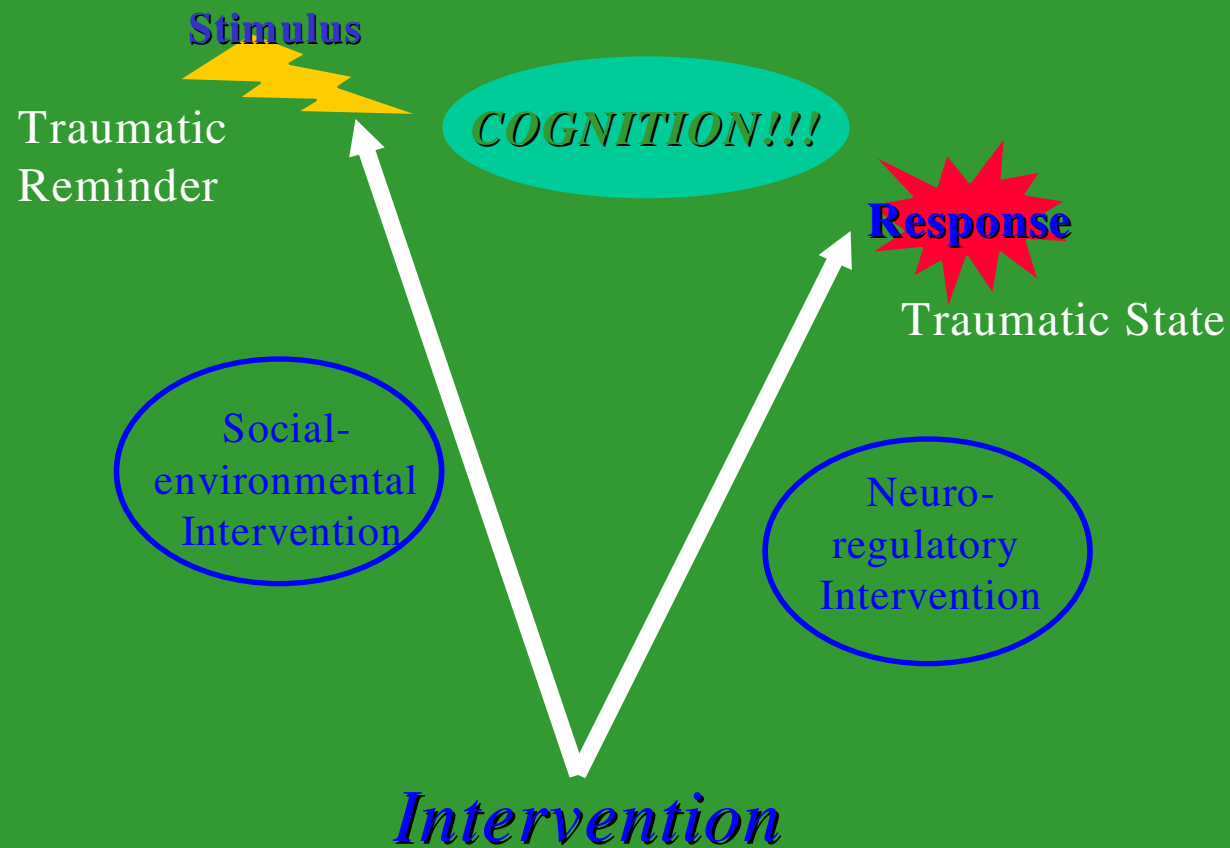 Stimulus
Traumatic
Reminder
COGNITION!!!
Response
Traumatic State
Social-
environmental
Intervention
Neuro-
regulatory
Intervention
Intervention